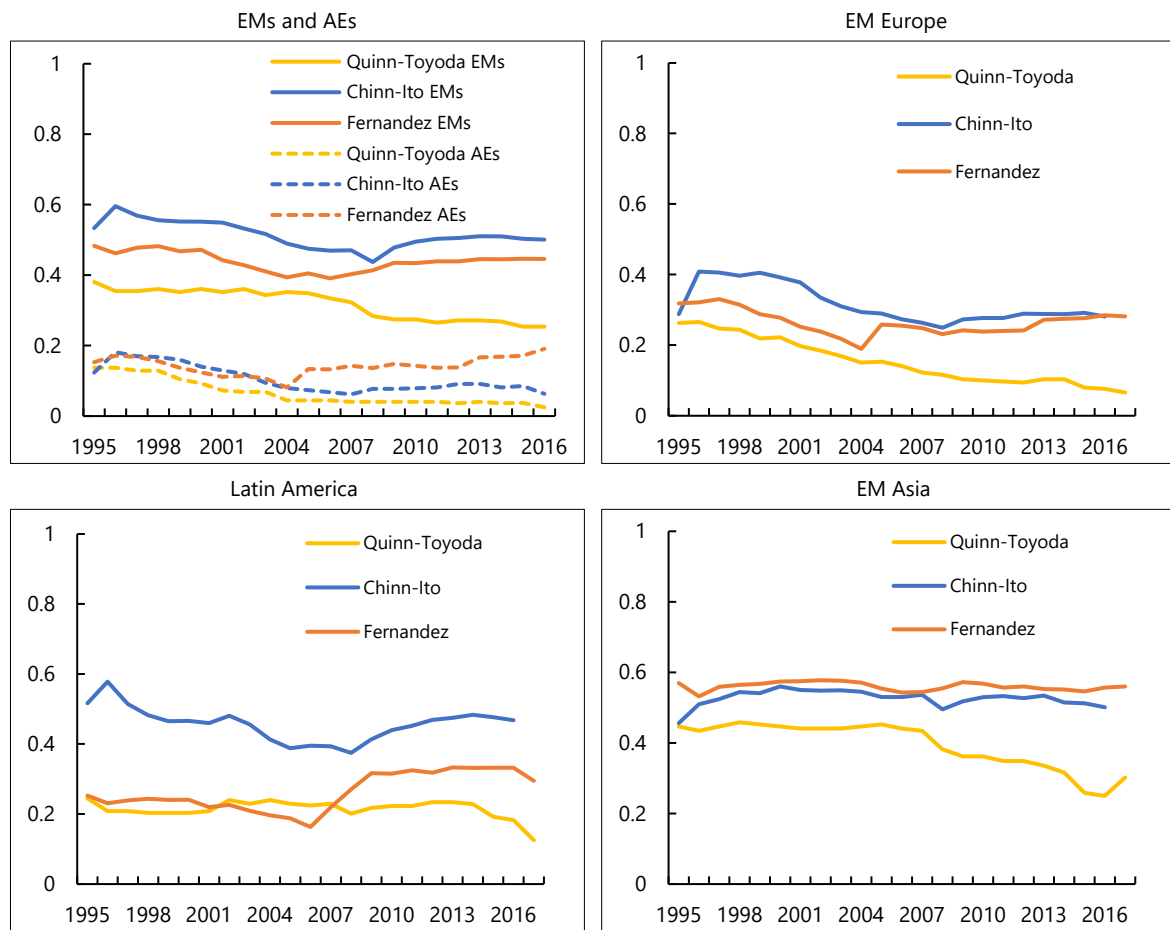 EMs and AEs
1
0.8
0.6
0.4
0.2
0
Quinn-Toyoda EMs
Chinn-Ito EMs
Fernandez EMs
Quinn-Toyoda AEs
Chinn-Ito AEs
Fernandez AEs
1995 1998 2001 2004 2007 2010 2013 2016
EM Europe
1
0.8
0.6
0.4
0.2
0
Quinn-Toyoda
Chinn-Ito
Fernandez
1995 1998 2001 2004 2007 2010 2013 2016
Latin America
1
0.8
0.6
0.4
0.2
0
Quinn-Toyoda
Chinn-Ito
Fernandez
1995 1998 2001 2004 2007 2010 2013 2016
EM Asia
1
0.8
0.6
0.4
0.2
0
Quinn-Toyoda
Chinn-Ito
Fernandez
1995 1998 2001 2004 2007 2010 2013 2016